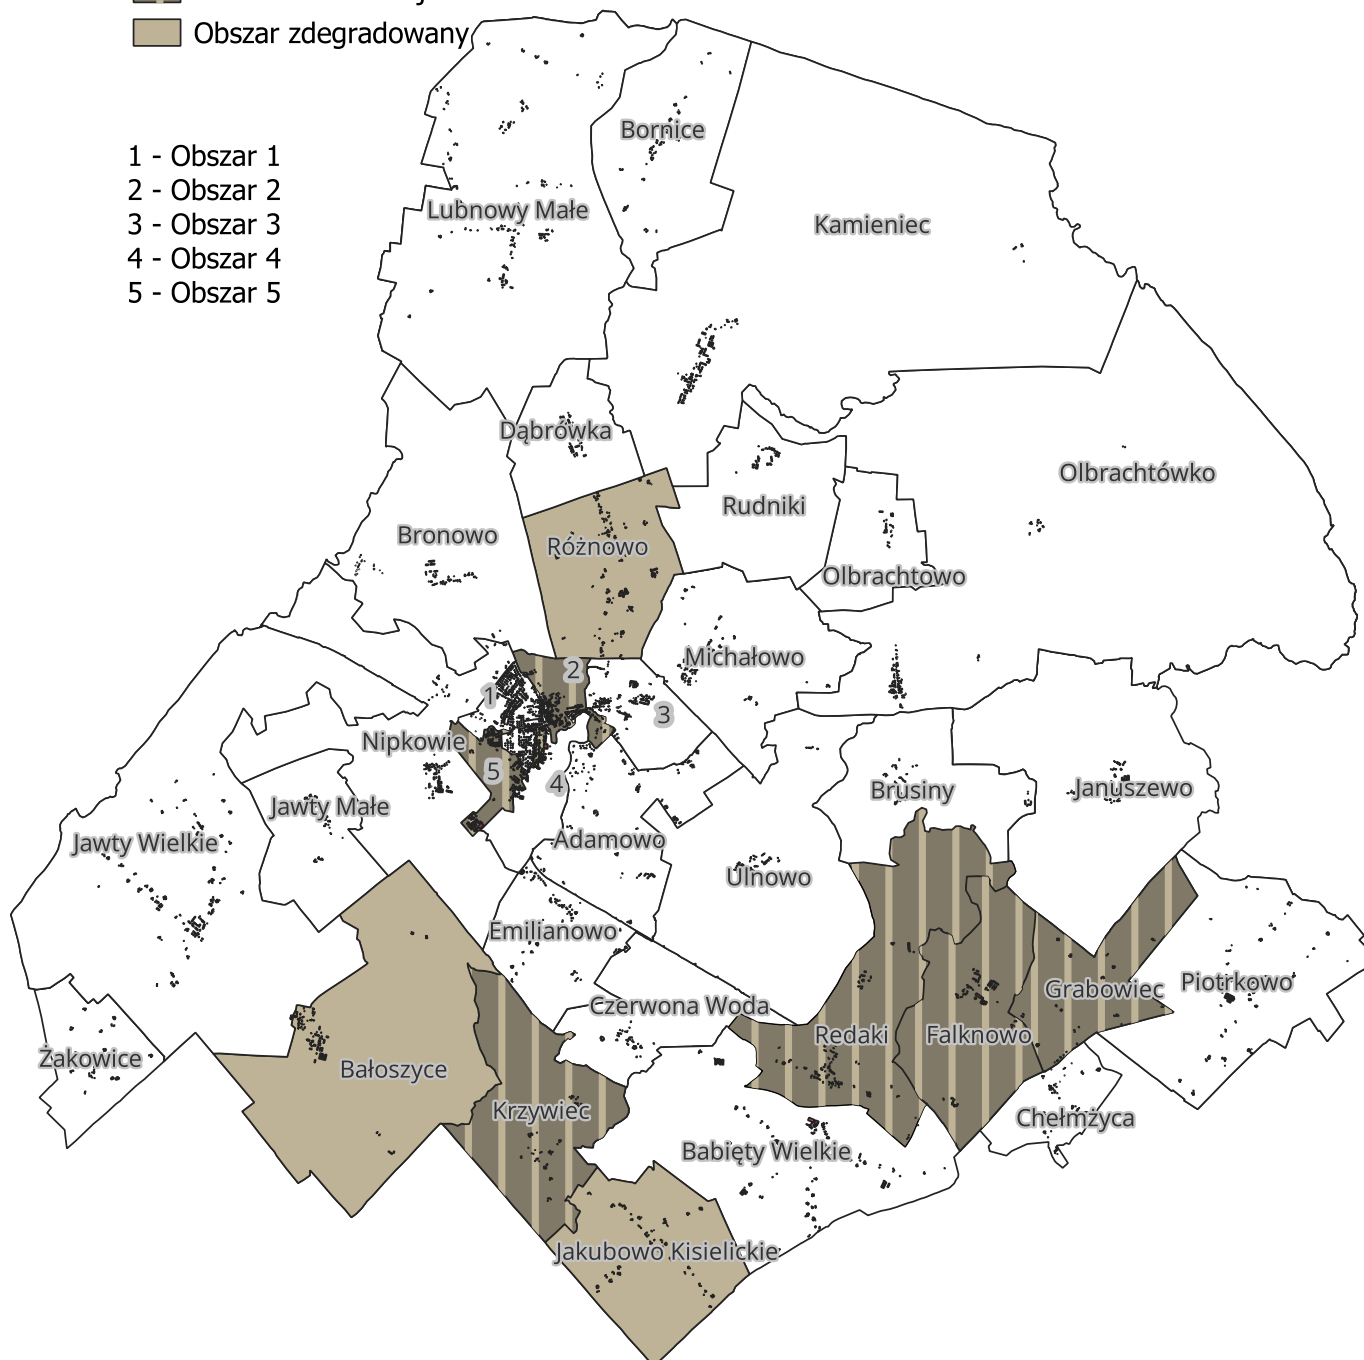 Obszar zdegradowany
1 - Obszar 1
2 - Obszar 2
3 - Obszar 3
4 - Obszar 4
5 - Obszar 5
Bornice
Lubnowy Małe
Kamieniec
Dąbrówka
Olbrachtówko
Rudniki
Bronowo
Różnowo
Olbrachtowo
Michałowo
2
1
3
Nipkowie
5
4
Brusiny
Januszewo
Jawty Małe
Jawty Wielkie
Adamowo
Ulnowo
Emilianowo
Piotrkowo
Grabowiec
Czerwona Woda
Redaki
Falknowo
Żakowice
Bałoszyce
Krzywiec
Chełmżyca
Babięty Wielkie
Jakubowo Kisielickie